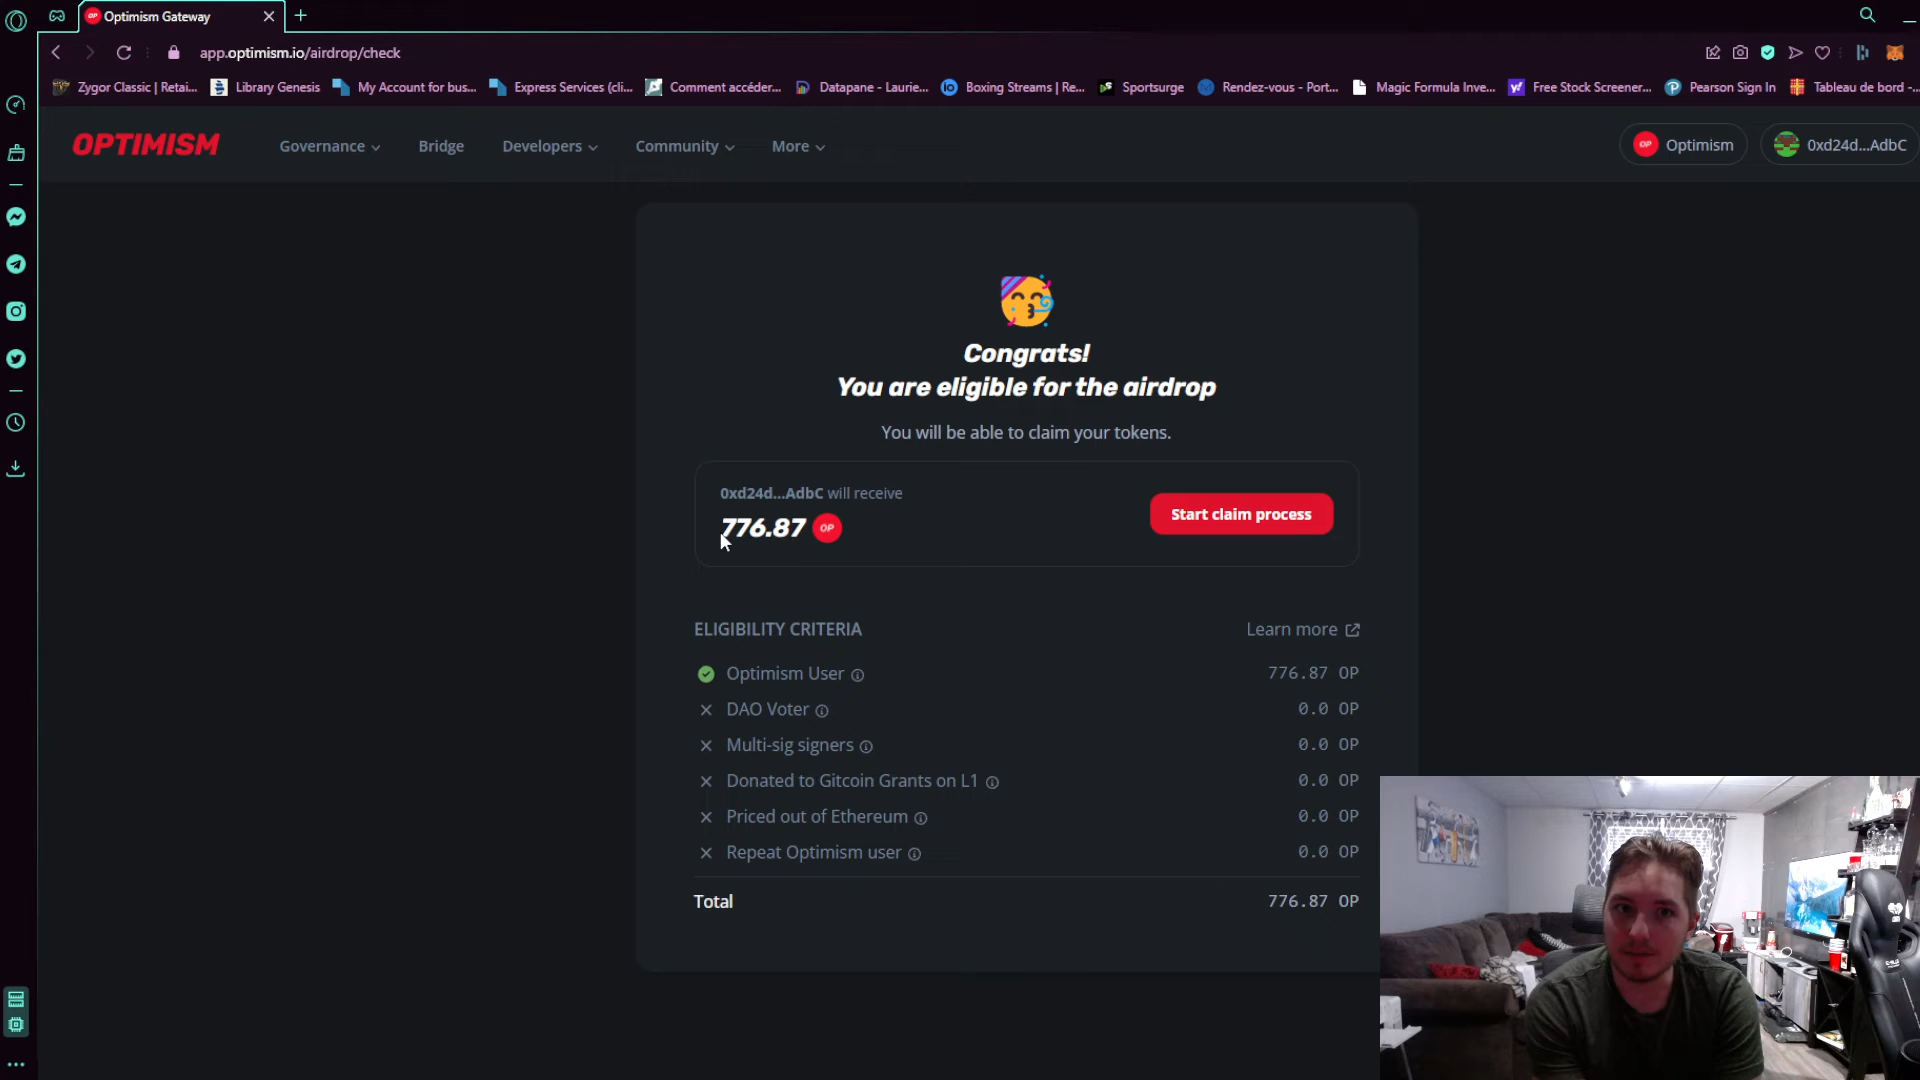 Optimism Gateway
app.optimism.io/airdrop/check
Zygor Classic | Retai... Library Genesis My Account for bus... Express Services (cli... Comment accéder... Datapane - Laurie... Boxing Streams | Re... Sportsurge Rendez-vous - Port... Magic Formula Inve... Free Stock Screener... Pearson Sign In Tableau de bord -...
OPTIMISM Governance Bridge Developers Community More OP Optimism 0xd24d...AdbC
Congrats!
You are eligible for the airdrop
You will be able to claim your tokens.
0xd24d...AdbC will receive
776.87 OP
Start claim process
ELIGIBILITY CRITERIA Learn more
Optimism User 776.87 OP
DAO Voter 0.0 OP
Multi-sig signers 0.0 OP
Donated to Gitcoin Grants on L1 0.0 OP
Priced out of Ethereum 0.0 OP
Repeat Optimism user 0.0 OP
Total 776.87 OP